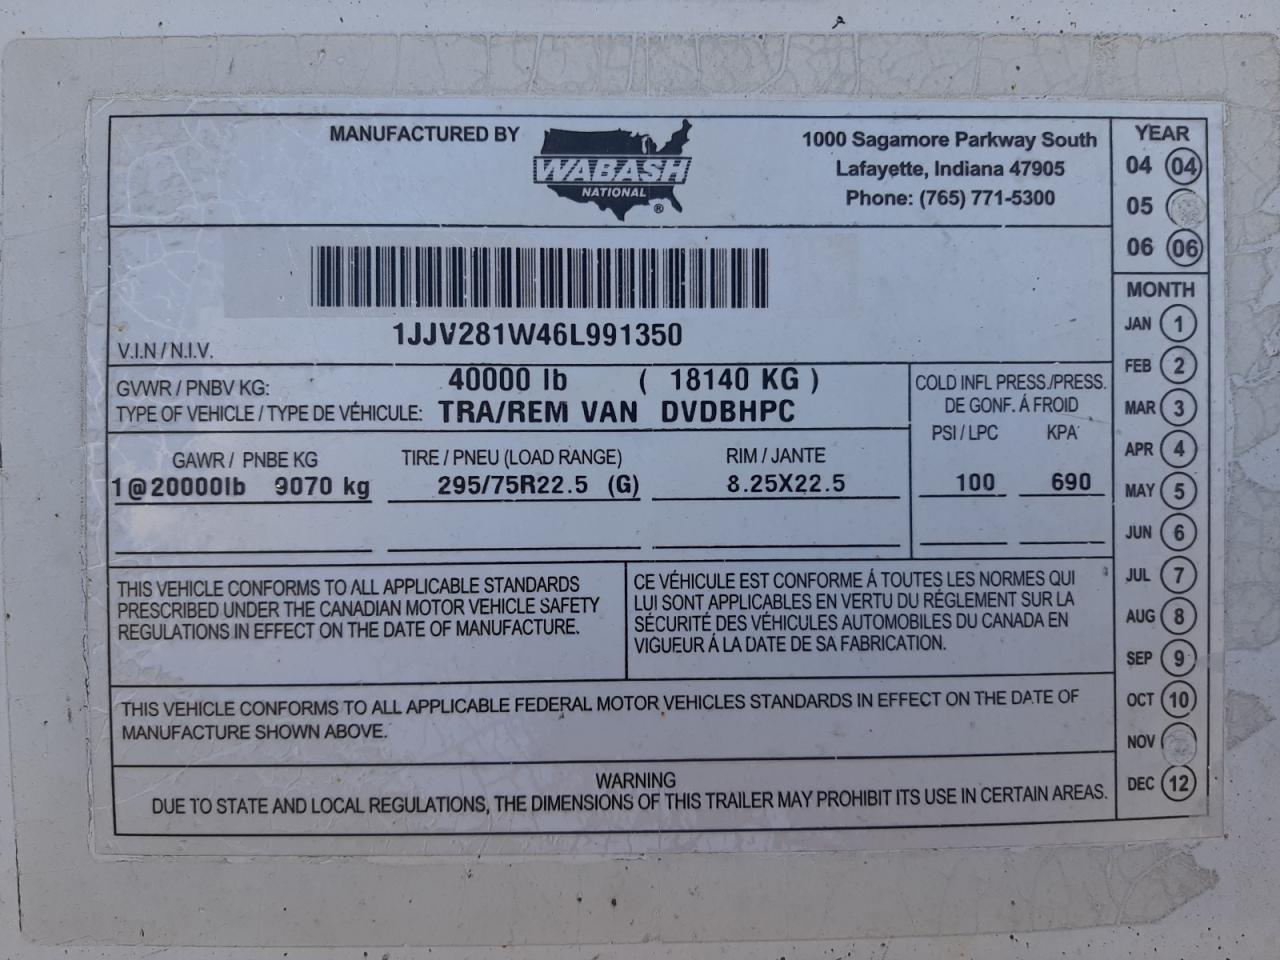 MANUFACTURED BY
WABASH
NATIONAL
®
1000 Sagamore Parkway South
Lafayette, Indiana 47905
Phone: (765) 771-5300
1JJV281W46L991350
V.I.N / N.I.V.
GVWR / PNBV KG: 40000 lb ( 18140 KG )
TYPE OF VEHICLE / TYPE DE VÉHICULE: TRA/REM VAN DVDBHPC
COLD INFL PRESS./PRESS.
DE GONF. Á FROID
PSI / LPC KPA
GAWR / PNBE KG TIRE / PNEU (LOAD RANGE) RIM / JANTE
1@20000lb 9070 kg 295/75R22.5 (G) 8.25X22.5 100 690
THIS VEHICLE CONFORMS TO ALL APPLICABLE STANDARDS
PRESCRIBED UNDER THE CANADIAN MOTOR VEHICLE SAFETY
REGULATIONS IN EFFECT ON THE DATE OF MANUFACTURE.
CE VÉHICULE EST CONFORME Á TOUTES LES NORMES QUI
LUI SONT APPLICABLES EN VERTU DU RÉGLEMENT SUR LA
SÉCURITÉ DES VÉHICULES AUTOMOBILES DU CANADA EN
VIGUEUR Á LA DATE DE SA FABRICATION.
THIS VEHICLE CONFORMS TO ALL APPLICABLE FEDERAL MOTOR VEHICLES STANDARDS IN EFFECT ON THE DATE OF
MANUFACTURE SHOWN ABOVE.
WARNING
DUE TO STATE AND LOCAL REGULATIONS, THE DIMENSIONS OF THIS TRAILER MAY PROHIBIT ITS USE IN CERTAIN AREAS.
YEAR
04 04
05
06 06
MONTH
JAN 1
FEB 2
MAR 3
APR 4
MAY 5
JUN 6
JUL 7
AUG 8
SEP 9
OCT 10
NOV
DEC 12